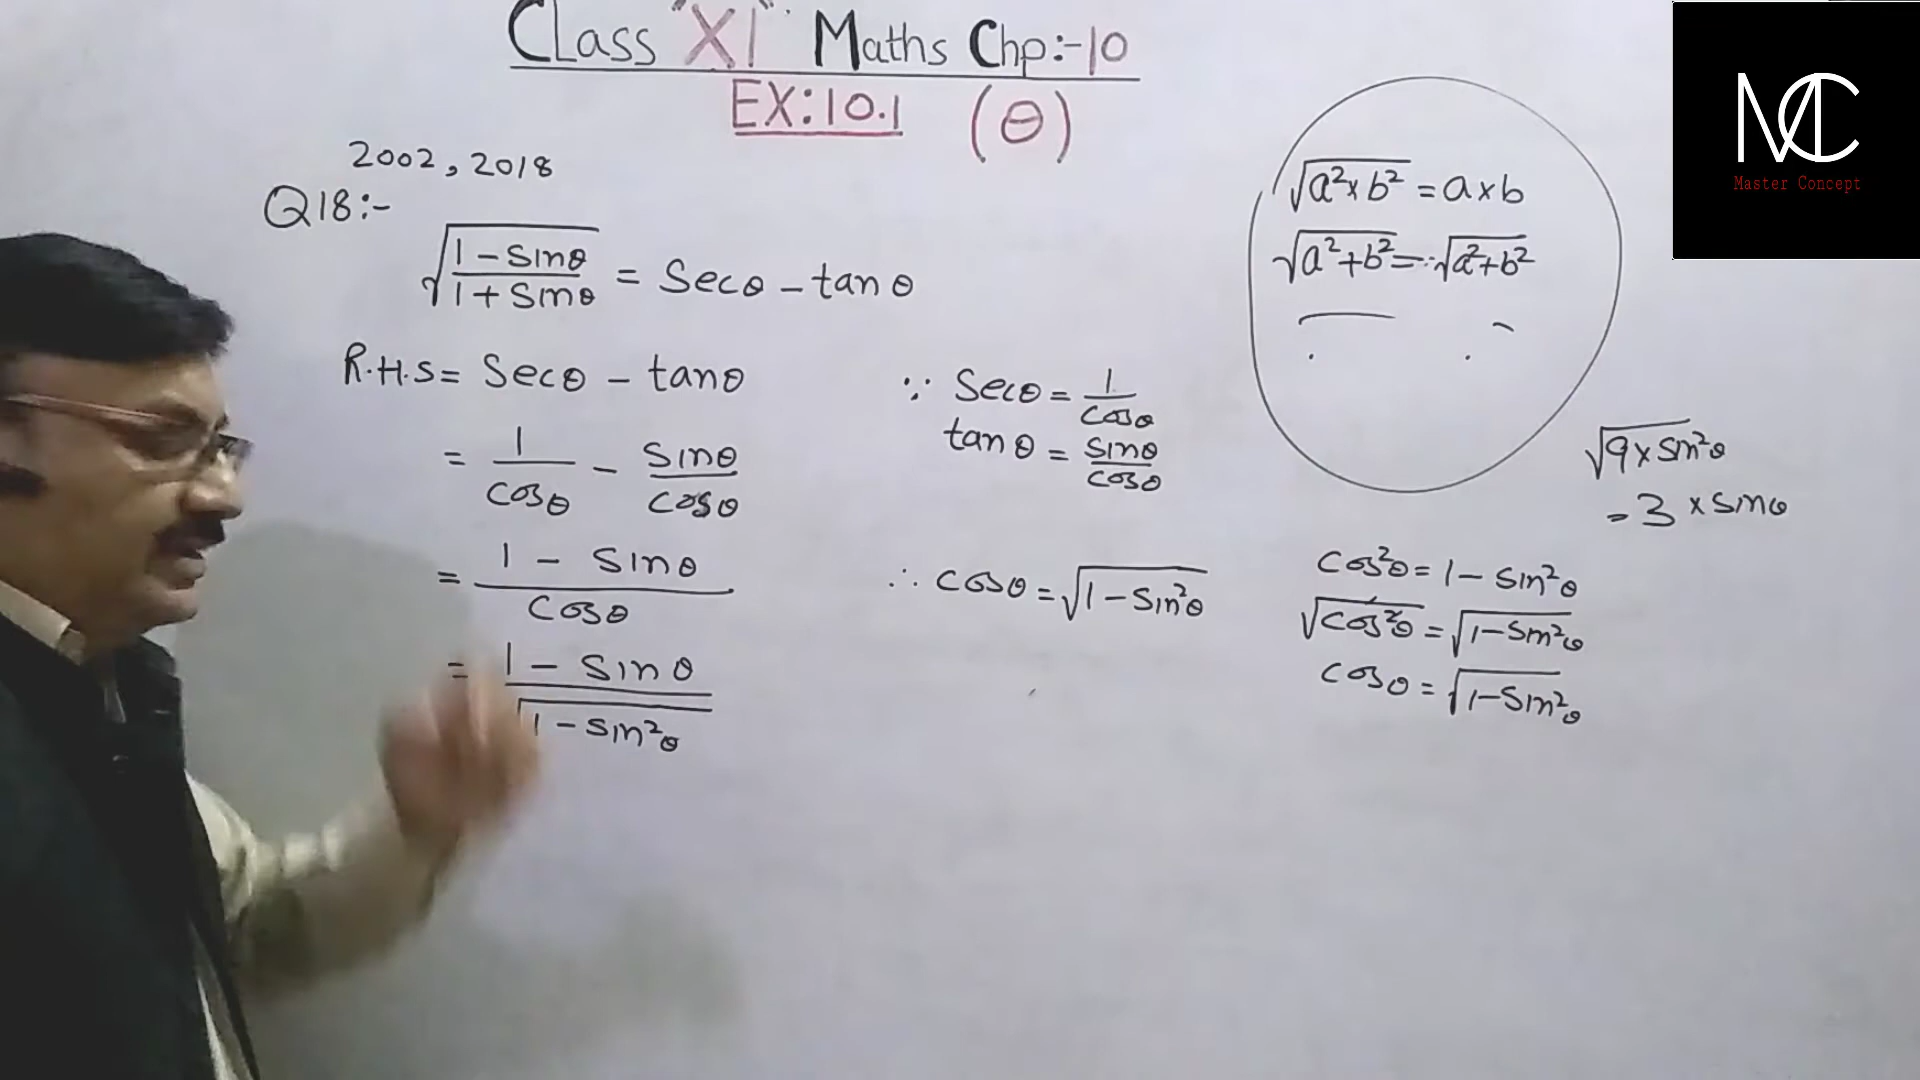 Class "XI" Maths Chp:-10
EX:10.1 (θ)
2002, 2018
Q18:-
√(1-sinθ)/(1+sinθ) = Secθ - tanθ
R.H.S = Secθ - tanθ
= 1/cosθ - sinθ/cosθ
= (1 - sinθ)/cosθ
= (1 - sinθ)/√(1-sin²θ)
∵ Secθ = 1/cosθ
tanθ = sinθ/cosθ
∴ cosθ = √(1-sin²θ)
√(a²×b²) = a×b
√(a²+b²) = √(a²+b²)
√(9×sin²θ)
= 3×sinθ
cos²θ = 1 - sin²θ
√(cos²θ) = √(1-sin²θ)
cosθ = √(1-sin²θ)
MC
Master Concept